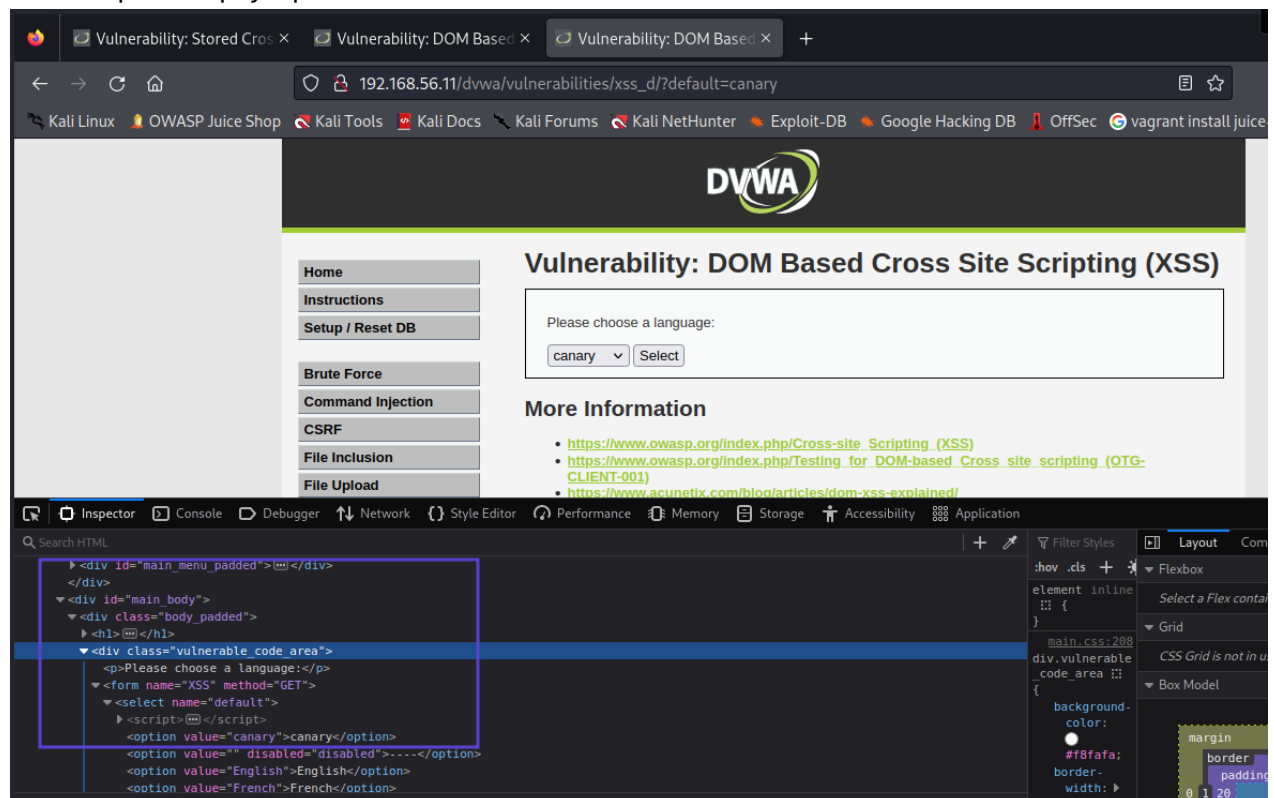 Vulnerability: Stored Cros
Vulnerability: DOM Based
Vulnerability: DOM Based
192.168.56.11/dvwa/vulnerabilities/xss_d/?default=canary
Kali Linux OWASP Juice Shop Kali Tools Kali Docs Kali Forums Kali NetHunter Exploit-DB Google Hacking DB OffSec vagrant install juice-
DVWA
Home
Instructions
Setup / Reset DB
Brute Force
Command Injection
CSRF
File Inclusion
File Upload
Vulnerability: DOM Based Cross Site Scripting (XSS)
Please choose a language:
canary Select
More Information
• https://www.owasp.org/index.php/Cross-site_Scripting_(XSS)
• https://www.owasp.org/index.php/Testing_for_DOM-based_Cross_site_scripting_(OTG-
CLIENT-001)
• https://www.acunetix.com/blog/articles/dom-xss-explained/
Inspector Console Debugger Network {} Style Editor Performance Memory Storage Accessibility Application
Search HTML
<div id="main_menu_padded"></div>
</div>
<div id="main_body">
<div class="body_padded">
<h1></h1>
<div class="vulnerable_code_area">
<p>Please choose a language:</p>
<form name="XSS" method="GET">
<select name="default">
<script></script>
<option value="canary">canary</option>
<option value="" disabled="disabled">----</option>
<option value="English">English</option>
<option value="French">French</option>
Filter Styles
:hov .cls +
element inline
{
}
main.css:208
div.vulnerable
_code_area
{
background-
color:
#f8fafa;
border-
width:
Layout Com
Flexbox
Select a Flex contai
Grid
CSS Grid is not in u
Box Model
margin
border
padding
0 1 20